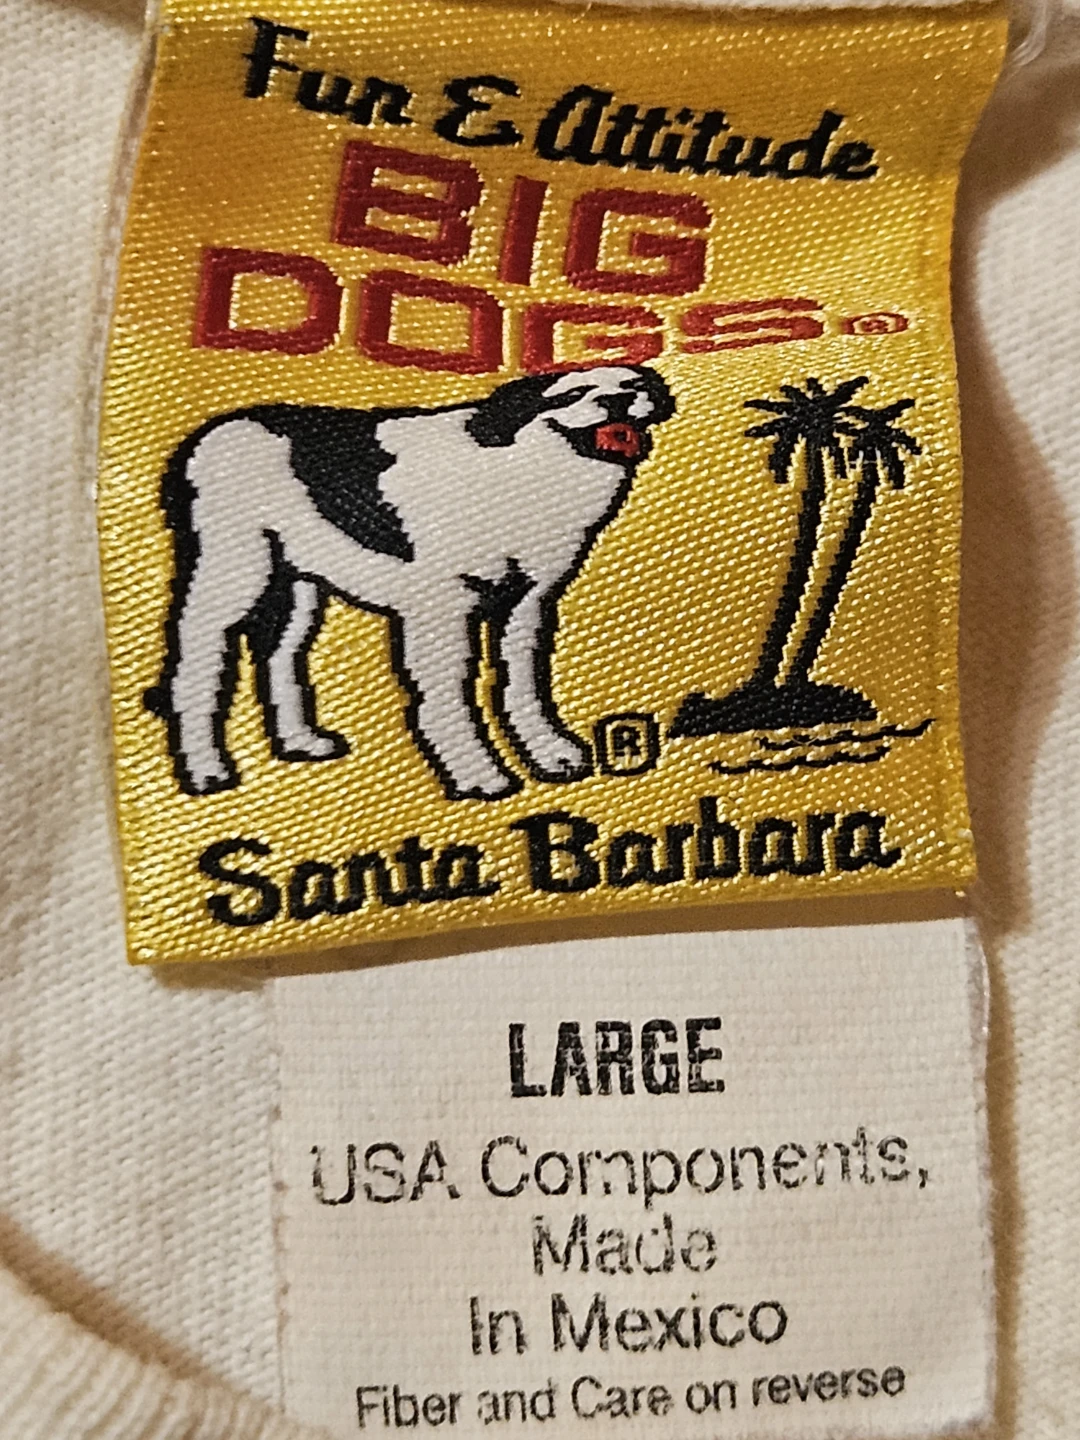 Fun & Attitude
BIG
DOGS®
®
Santa Barbara
LARGE
USA Components,
Made
In Mexico
Fiber and Care on reverse